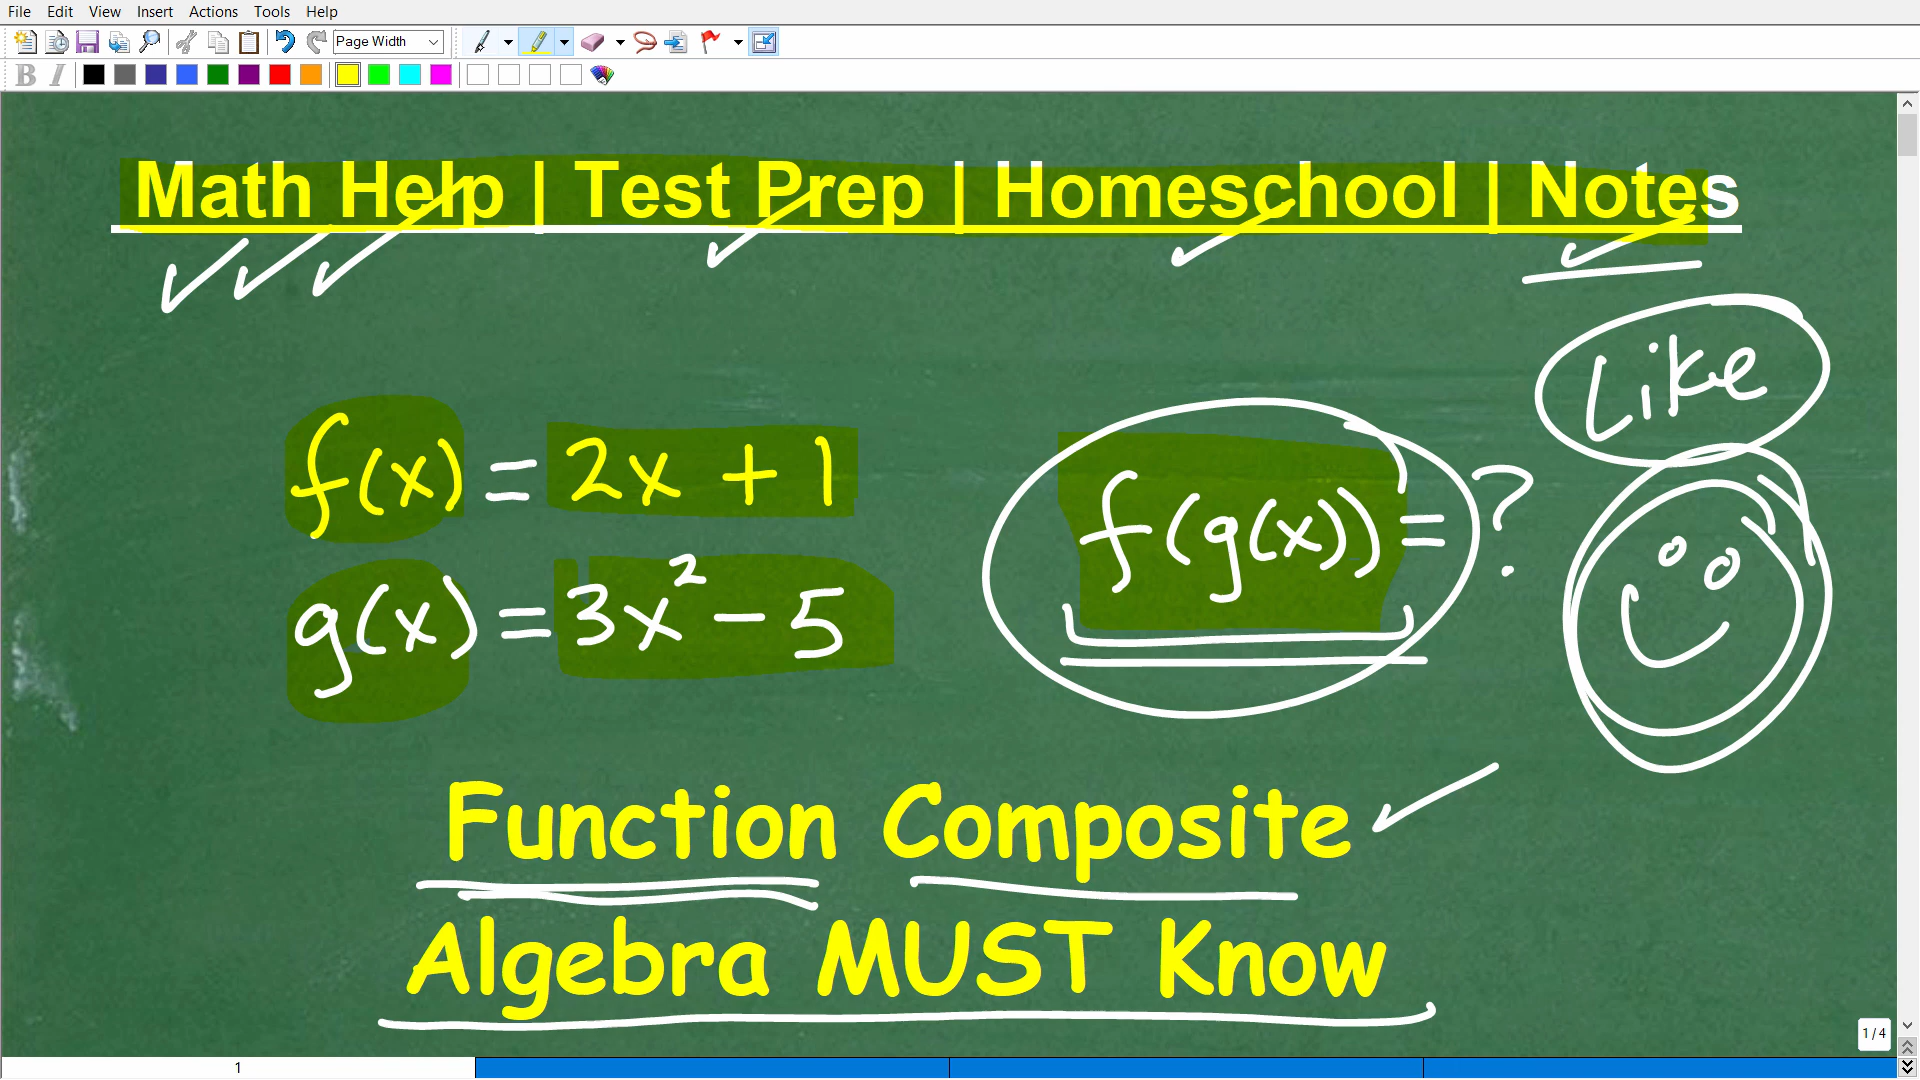 File Edit View Insert Actions Tools Help
Page Width
B I
Math Help | Test Prep | Homeschool | Notes
Like
f(x) = 2x + 1
f(g(x)) = ?
g(x) = 3x² - 5
Function Composite
Algebra MUST Know
1 / 4
1